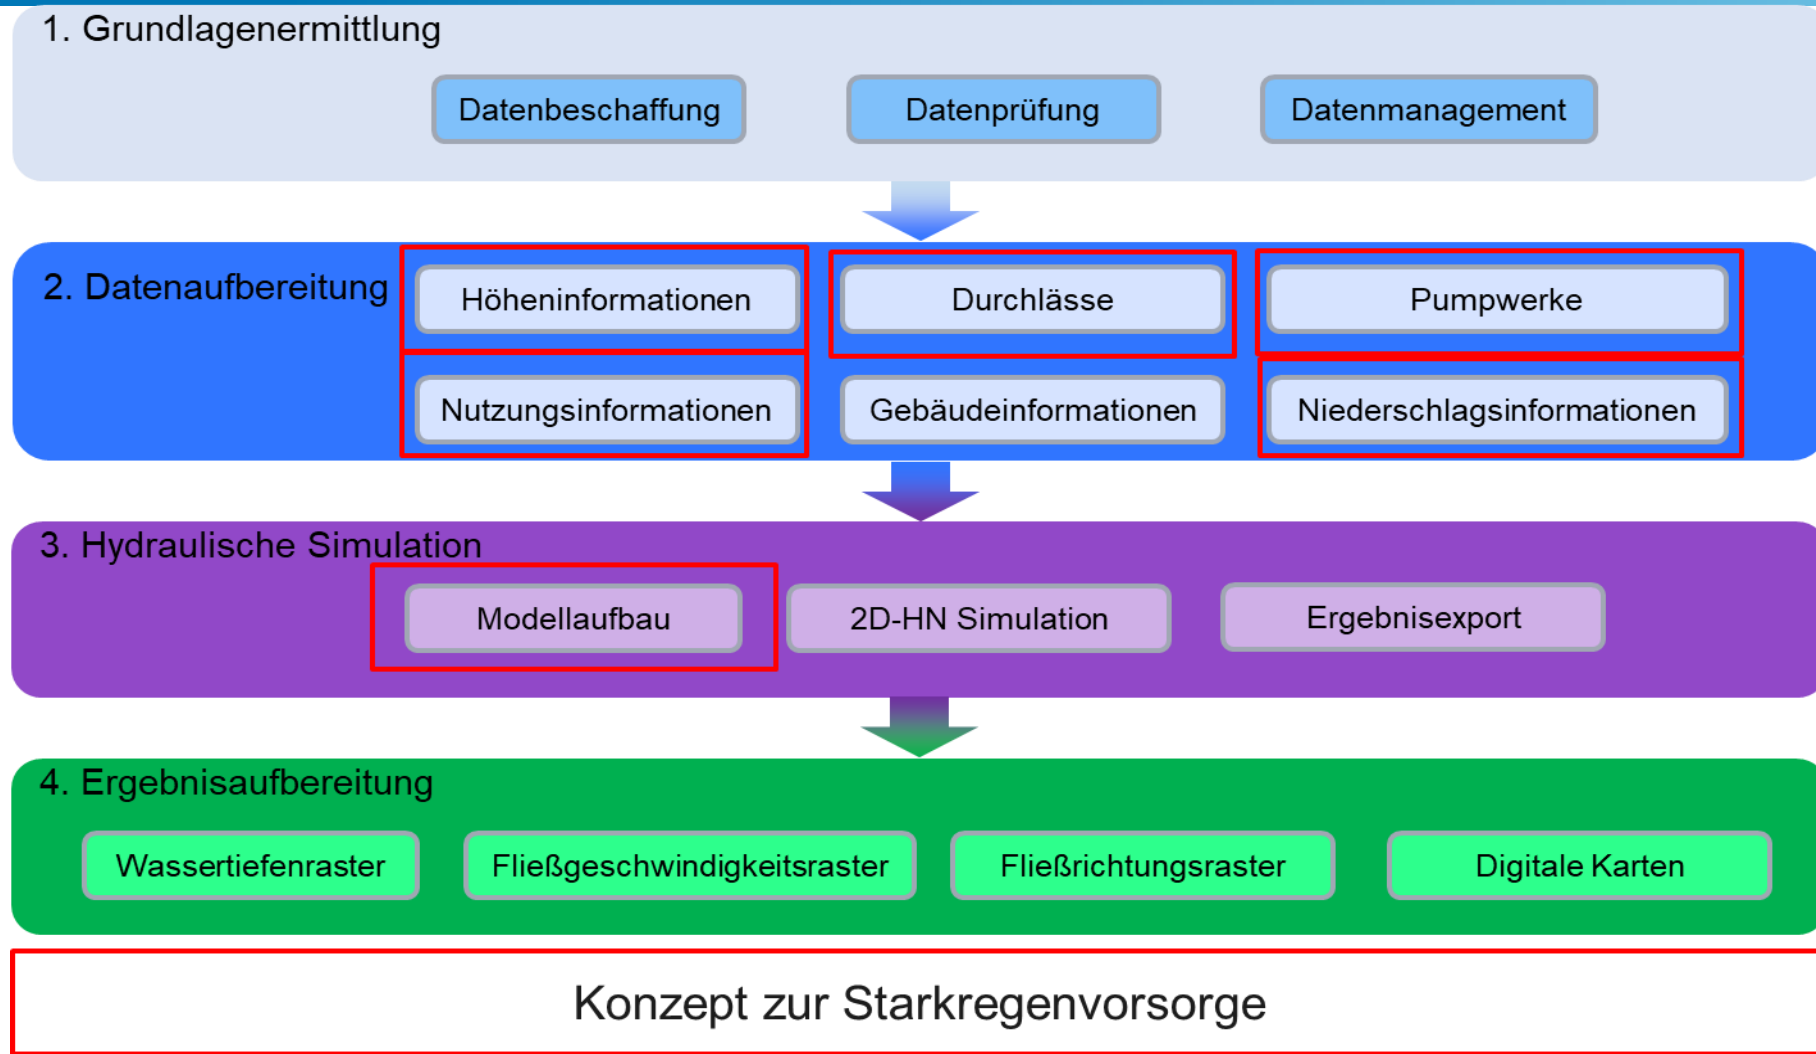 1. Grundlagenermittlung
Datenbeschaffung
Datenprüfung
Datenmanagement
2. Datenaufbereitung
Höheninformationen
Durchlässe
Pumpwerke
Nutzungsinformationen
Gebäudeinformationen
Niederschlagsinformationen
3. Hydraulische Simulation
Modellaufbau
2D-HN Simulation
Ergebnisexport
4. Ergebnisaufbereitung
Wassertiefenraster
Fließgeschwindigkeitsraster
Fließrichtungsraster
Digitale Karten
Konzept zur Starkregenvorsorge